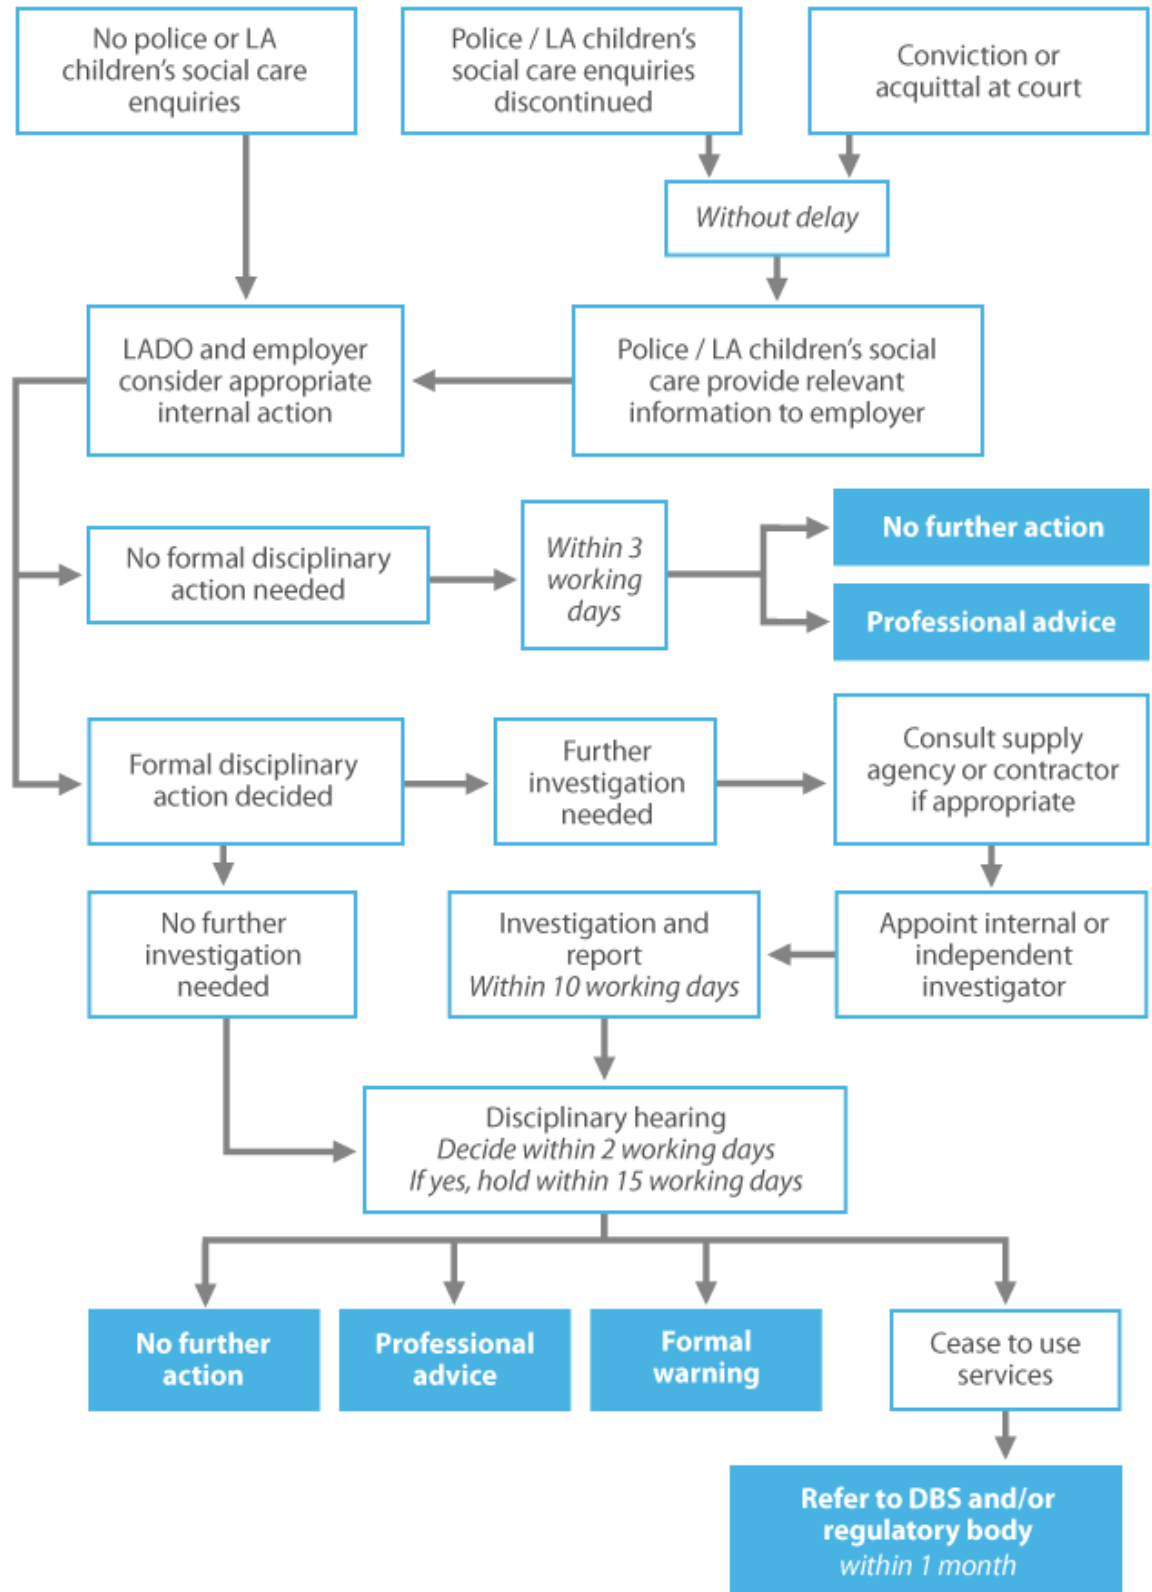 No police or LA
children’s social care
enquiries
Police / LA children’s
social care enquiries
discontinued
Conviction or
acquittal at court
Without delay
LADO and employer
consider appropriate
internal action
Police / LA children’s social
care provide relevant
information to employer
No formal disciplinary
action needed
Within 3
working
days
No further action
Professional advice
Formal disciplinary
action decided
Further
investigation
needed
Consult supply
agency or contractor
if appropriate
No further
investigation
needed
Investigation and
report
Within 10 working days
Appoint internal or
independent
investigator
Disciplinary hearing
Decide within 2 working days
If yes, hold within 15 working days
No further
action
Professional
advice
Formal
warning
Cease to use
services
Refer to DBS and/or
regulatory body
within 1 month